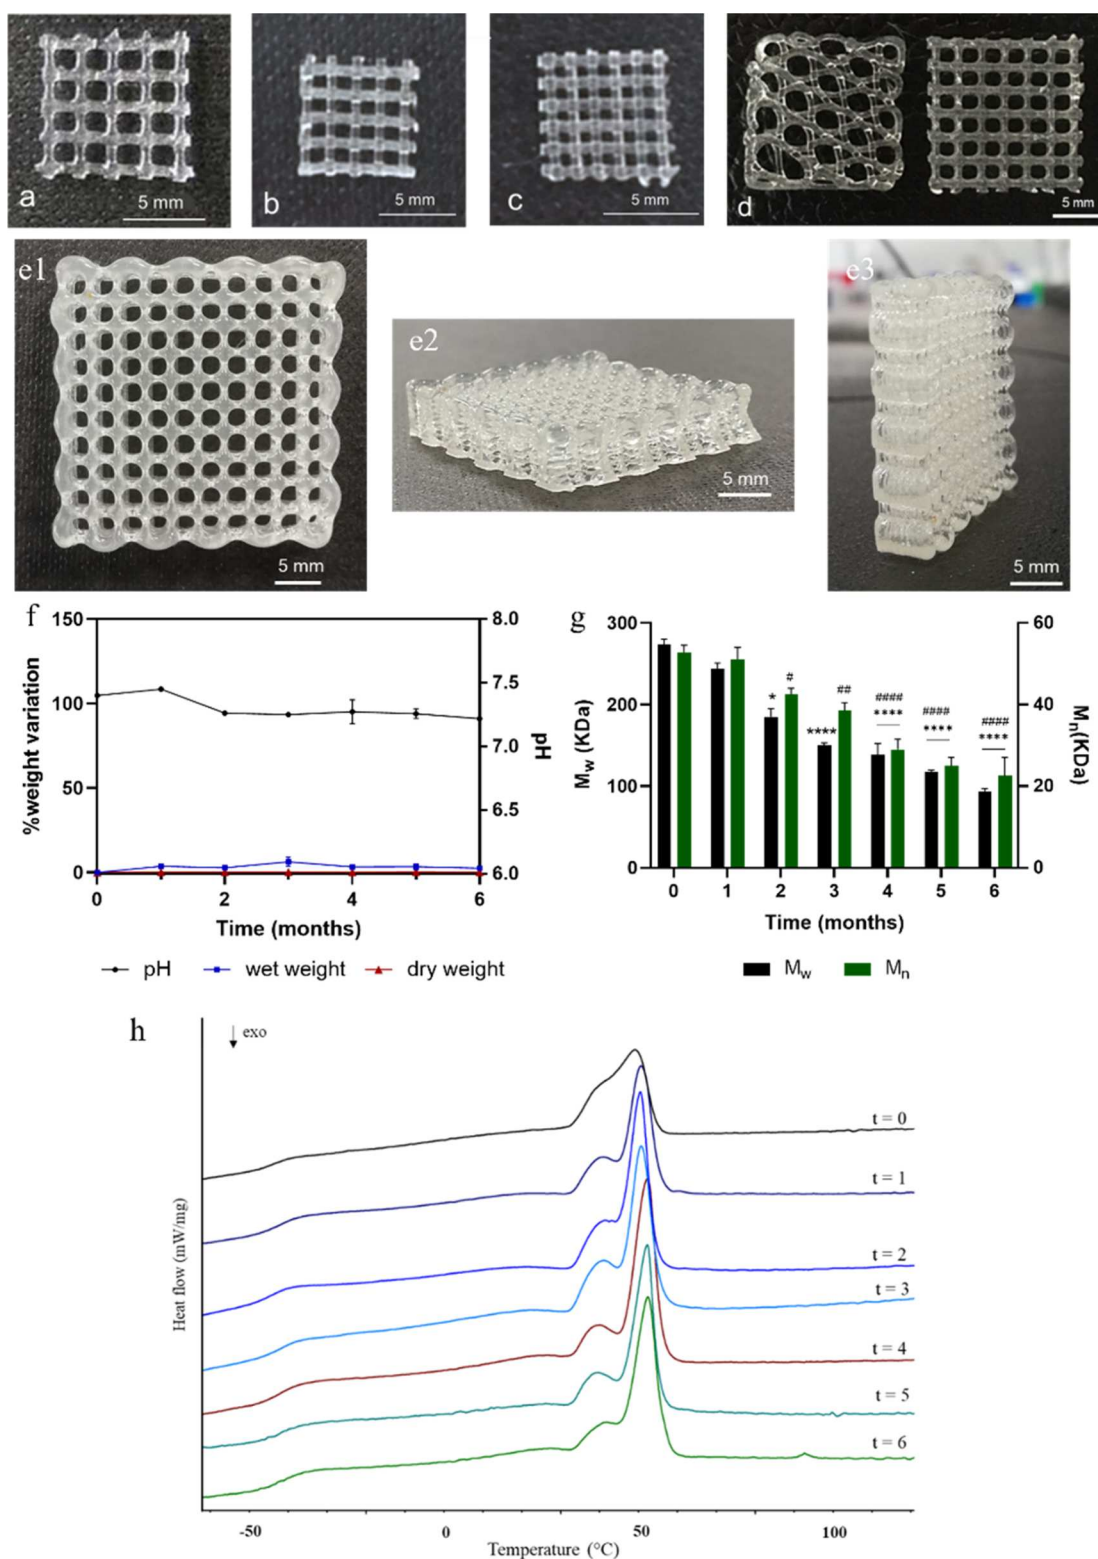 a
5 mm
b
5 mm
c
5 mm
d
5 mm
e1
5 mm
e2
5 mm
e3
5 mm
f
150
100
50
0
%weight variation
8.0
7.5
7.0
6.5
6.0
pH
0 2 4 6
Time (months)
pH wet weight dry weight
g
300
200
100
0
Mw (KDa)
60
40
20
0
Mn(KDa)
* # **** ## #### **** #### **** #### ****
0 1 2 3 4 5 6
Time (months)
Mw Mn
h
exo
t = 0
t = 1
t = 2
t = 3
t = 4
t = 5
t = 6
Heat flow (mW/mg)
-50 0 50 100
Temperature (°C)